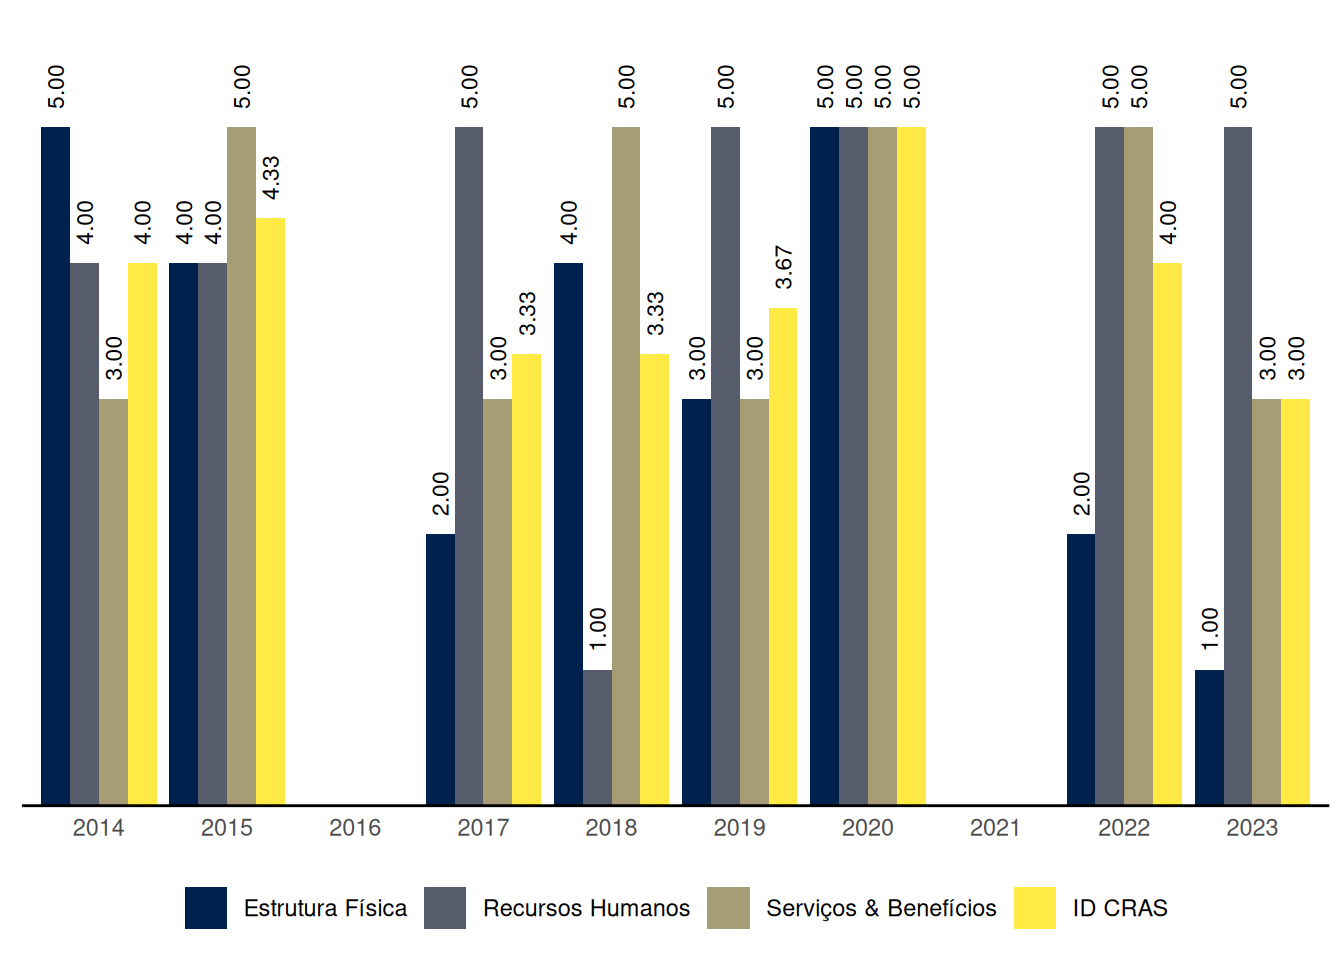 5.00 4.00 3.00 4.00
4.00 4.00 5.00 4.33
2.00 5.00 3.00 3.33
4.00 1.00 5.00 3.33
3.00 5.00 3.00 3.67
5.00 5.00 5.00 5.00
2.00 5.00 5.00 4.00
1.00 5.00 3.00 3.00
2014 2015 2016 2017 2018 2019 2020 2021 2022 2023
Estrutura Física Recursos Humanos Serviços & Benefícios ID CRAS